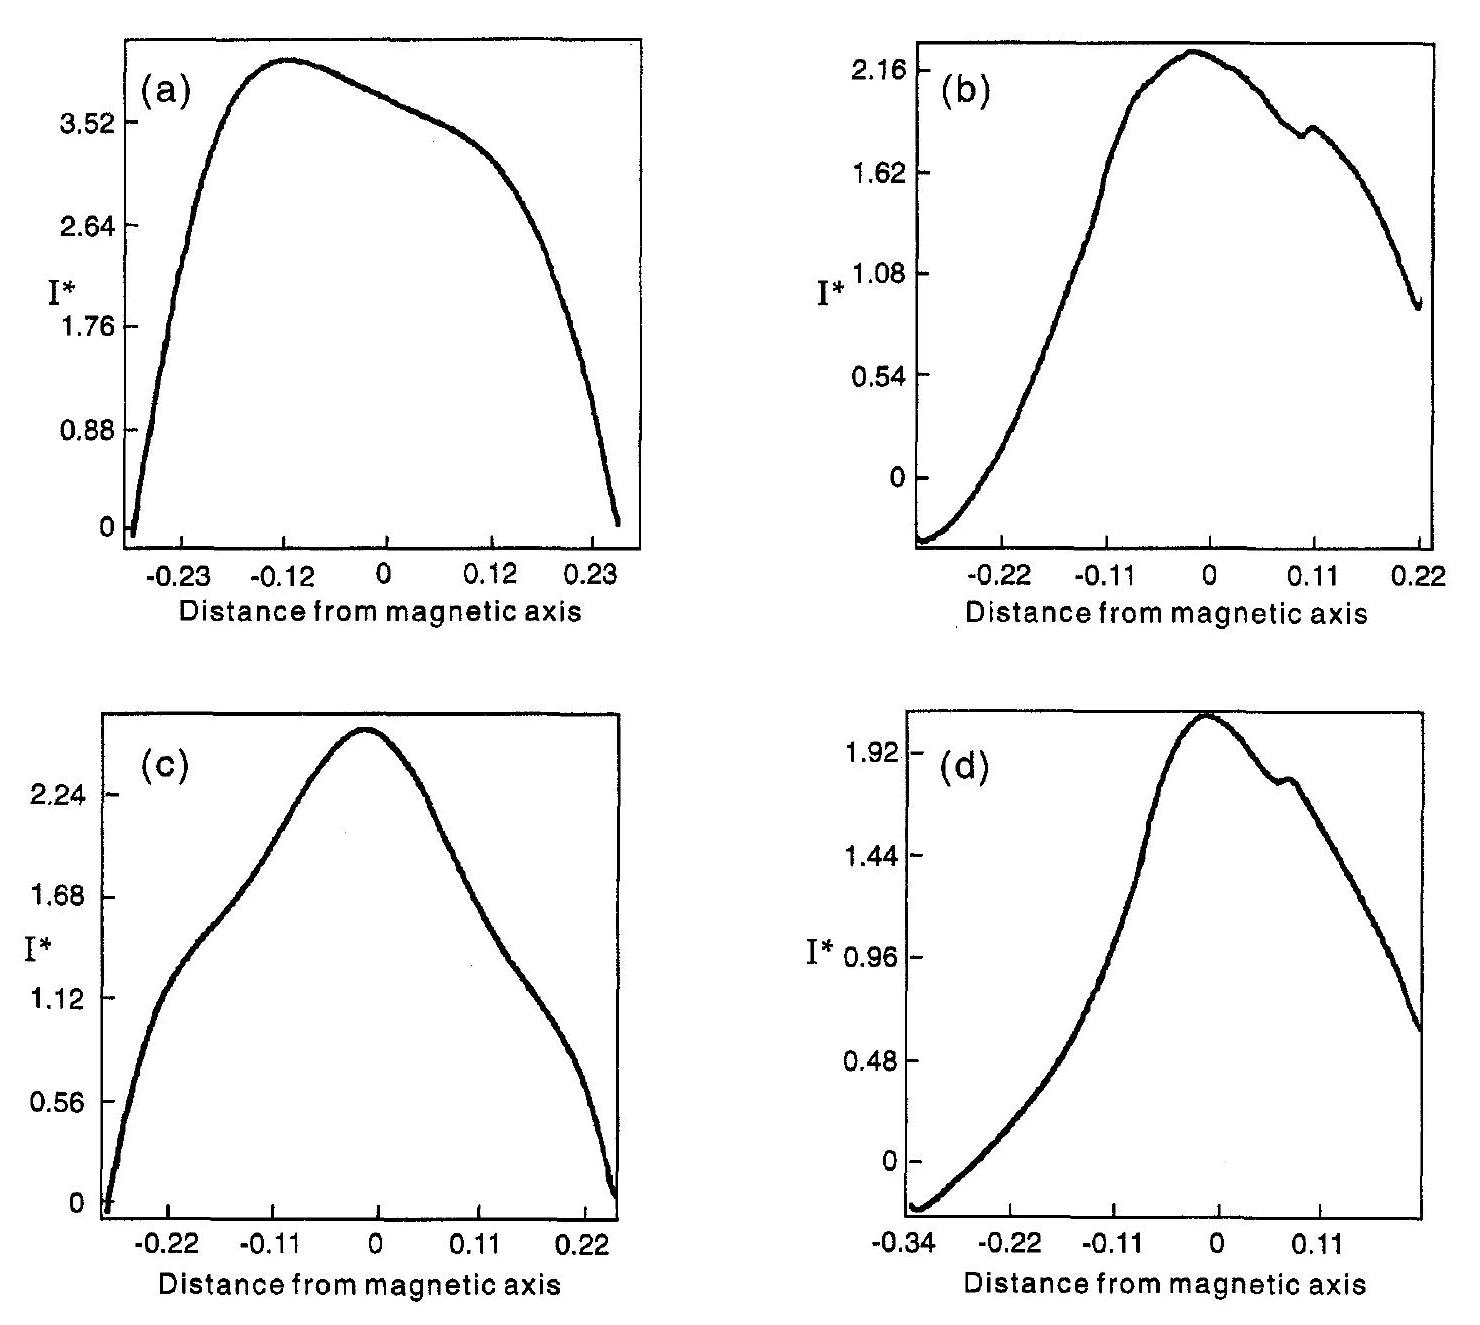 (a)
3.52
2.64
I*
1.76
0.88
0
-0.23 -0.12 0 0.12 0.23
Distance from magnetic axis
(b)
2.16
1.62
I* 1.08
0.54
0
-0.22 -0.11 0 0.11 0.22
Distance from magnetic axis
(c)
2.24
1.68
I*
1.12
0.56
0
-0.22 -0.11 0 0.11 0.22
Distance from magnetic axis
(d)
1.92
1.44
I* 0.96
0.48
0
-0.34 -0.22 -0.11 0 0.11
Distance from magnetic axis